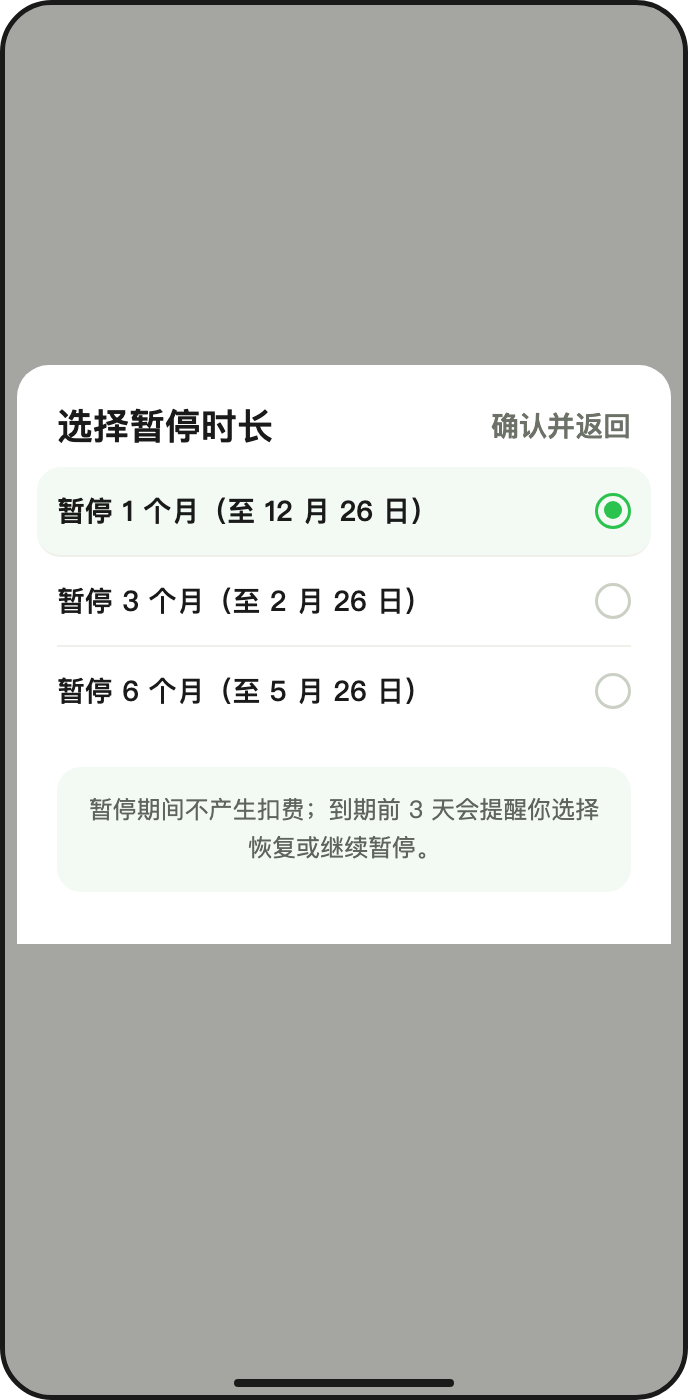 选择暂停时长 确认并返回
暂停 1 个月（至 12 月 26 日）
暂停 3 个月（至 2 月 26 日）
暂停 6 个月（至 5 月 26 日）
暂停期间不产生扣费；到期前 3 天会提醒你选择
恢复或继续暂停。